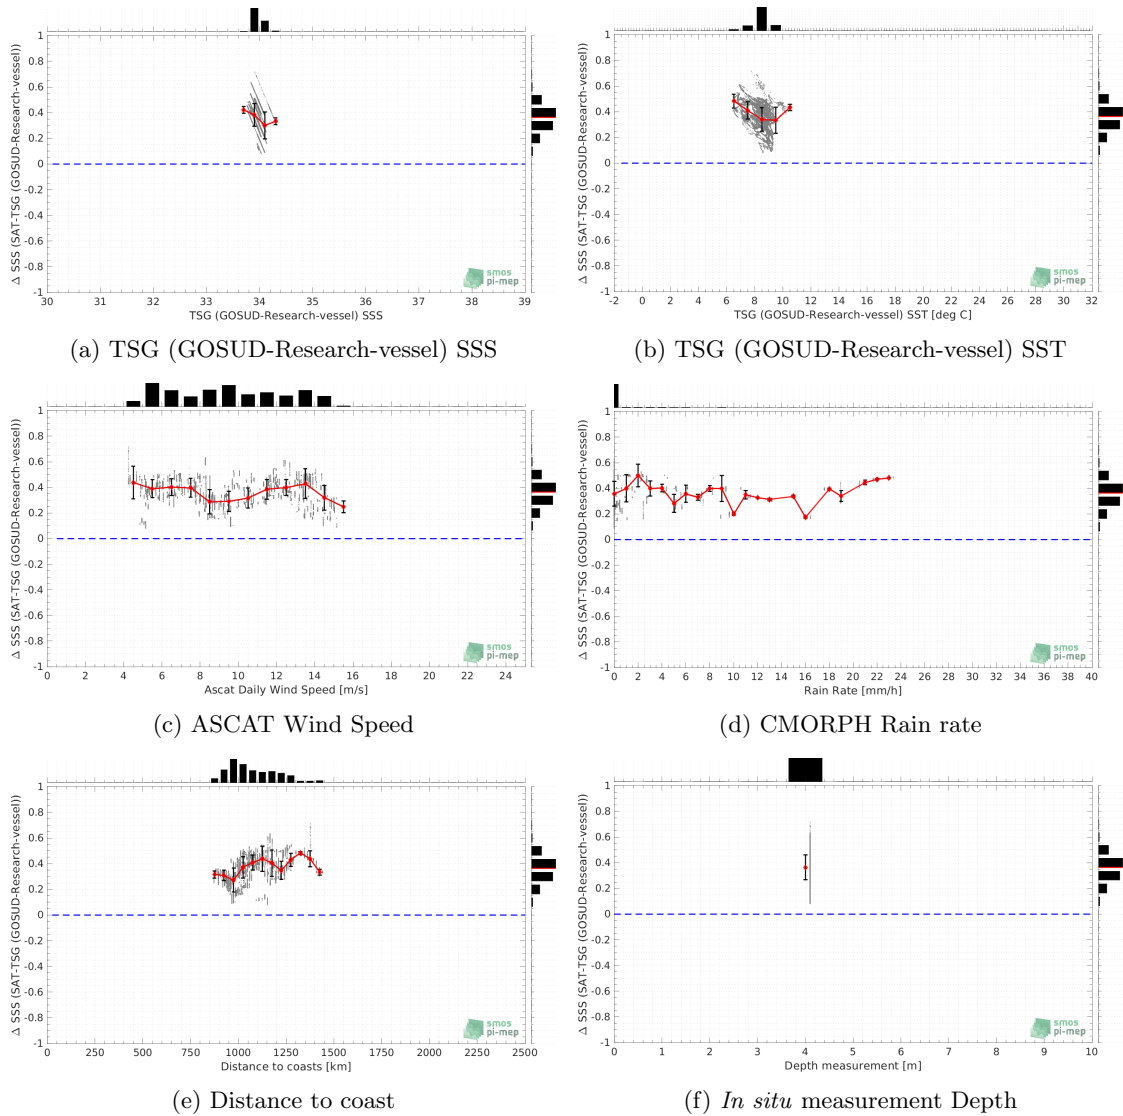 Δ SSS (SAT-TSG (GOSUD-Research-vessel))
1
0.8
0.6
0.4
0.2
0
-0.2
-0.4
-0.6
-0.8
-1
30 31 32 33 34 35 36 37 38 39
TSG (GOSUD-Research-vessel) SSS
smos
pi-mep
(a) TSG (GOSUD-Research-vessel) SSS
Δ SSS (SAT-TSG (GOSUD-Research-vessel))
1
0.8
0.6
0.4
0.2
0
-0.2
-0.4
-0.6
-0.8
-1
-2 0 2 4 6 8 10 12 14 16 18 20 22 24 26 28 30 32
TSG (GOSUD-Research-vessel) SST [deg C]
smos
pi-mep
(b) TSG (GOSUD-Research-vessel) SST
Δ SSS (SAT-TSG (GOSUD-Research-vessel))
1
0.8
0.6
0.4
0.2
0
-0.2
-0.4
-0.6
-0.8
-1
0 2 4 6 8 10 12 14 16 18 20 22 24
Ascat Daily Wind Speed [m/s]
smos
pi-mep
(c) ASCAT Wind Speed
Δ SSS (SAT-TSG (GOSUD-Research-vessel))
1
0.8
0.6
0.4
0.2
0
-0.2
-0.4
-0.6
-0.8
-1
0 2 4 6 8 10 12 14 16 18 20 22 24 26 28 30 32 34 36 38 40
Rain Rate [mm/h]
smos
pi-mep
(d) CMORPH Rain rate
Δ SSS (SAT-TSG (GOSUD-Research-vessel))
1
0.8
0.6
0.4
0.2
0
-0.2
-0.4
-0.6
-0.8
-1
0 250 500 750 1000 1250 1500 1750 2000 2250 2500
Distance to coasts [km]
smos
pi-mep
(e) Distance to coast
Δ SSS (SAT-TSG (GOSUD-Research-vessel))
1
0.8
0.6
0.4
0.2
0
-0.2
-0.4
-0.6
-0.8
-1
0 1 2 3 4 5 6 7 8 9 10
Depth measurement [m]
smos
pi-mep
(f) In situ measurement Depth